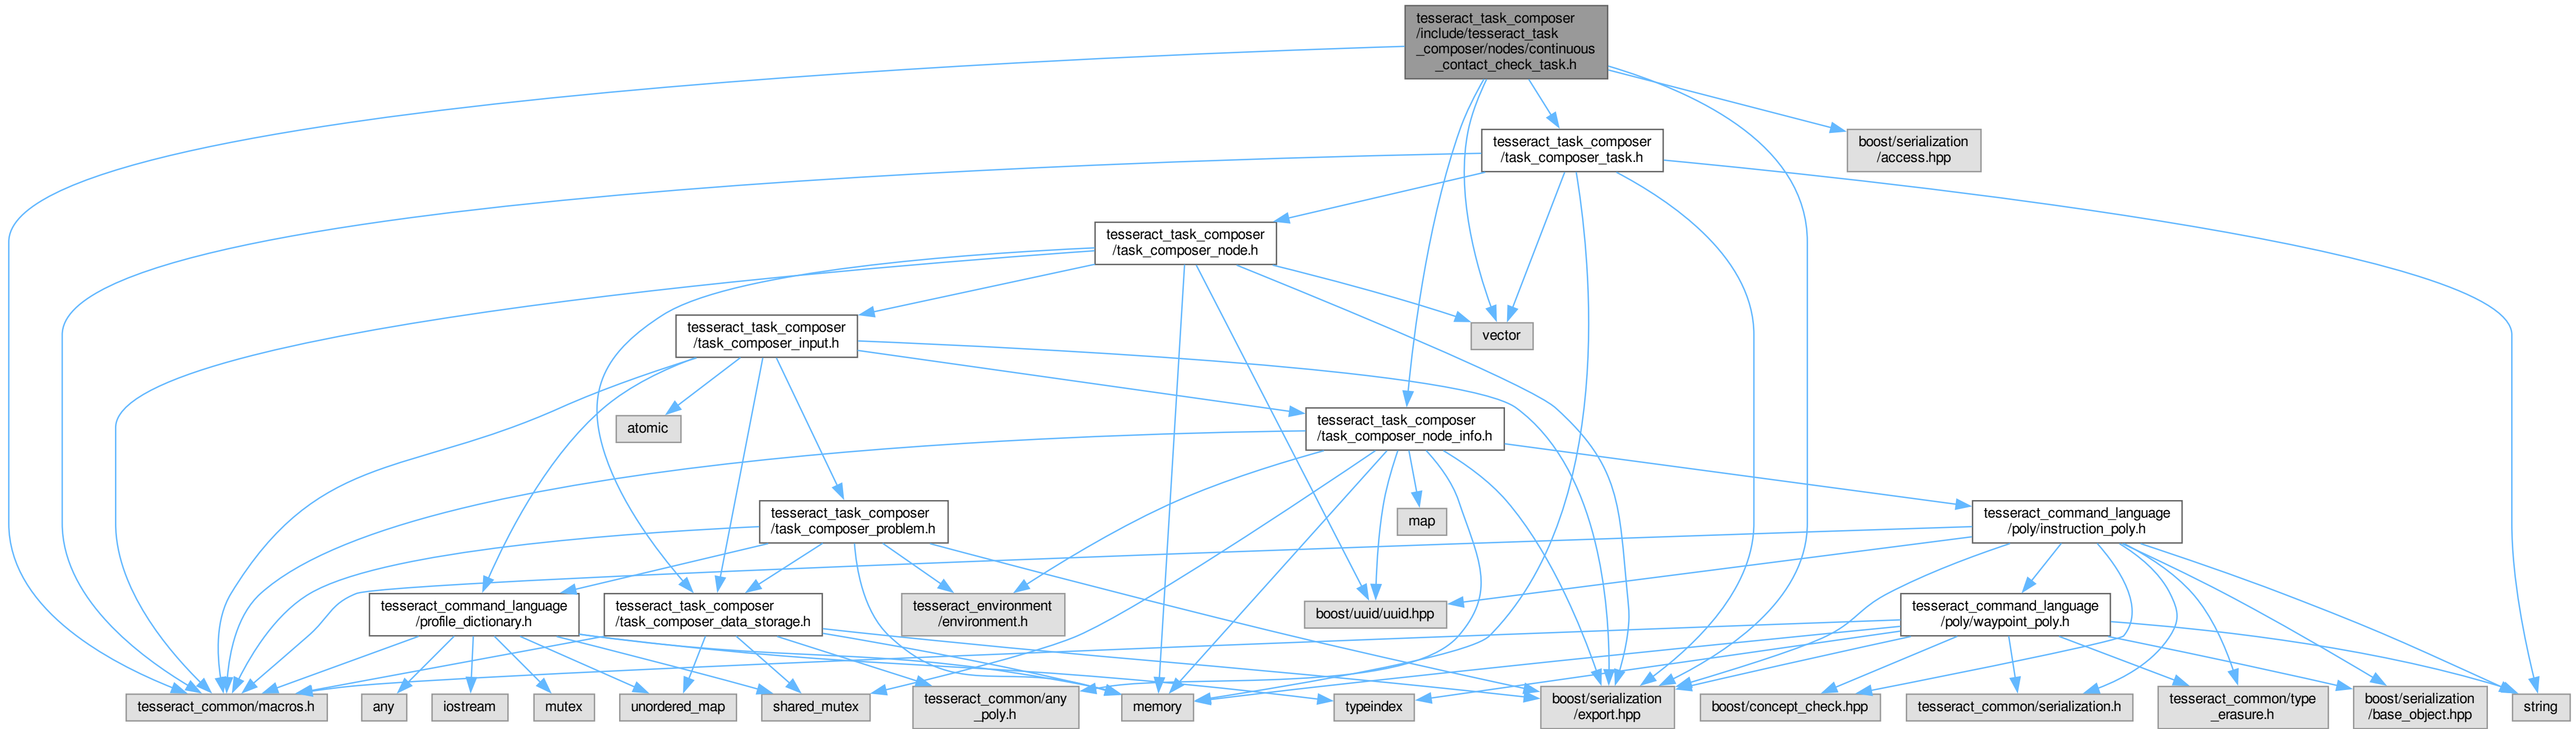 tesseract_task_composer
/include/tesseract_task
_composer/nodes/continuous
_contact_check_task.h
tesseract_task_composer
/task_composer_task.h
boost/serialization
/access.hpp
tesseract_task_composer
/task_composer_node.h
tesseract_task_composer
/task_composer_input.h
vector
atomic
tesseract_task_composer
/task_composer_node_info.h
tesseract_task_composer
/task_composer_problem.h
map
tesseract_command_language
/poly/instruction_poly.h
tesseract_command_language
/profile_dictionary.h
tesseract_task_composer
/task_composer_data_storage.h
tesseract_environment
/environment.h
boost/uuid/uuid.hpp
tesseract_command_language
/poly/waypoint_poly.h
tesseract_common/macros.h
any
iostream
mutex
unordered_map
shared_mutex
tesseract_common/any
_poly.h
memory
typeindex
boost/serialization
/export.hpp
boost/concept_check.hpp
tesseract_common/serialization.h
tesseract_common/type
_erasure.h
boost/serialization
/base_object.hpp
string